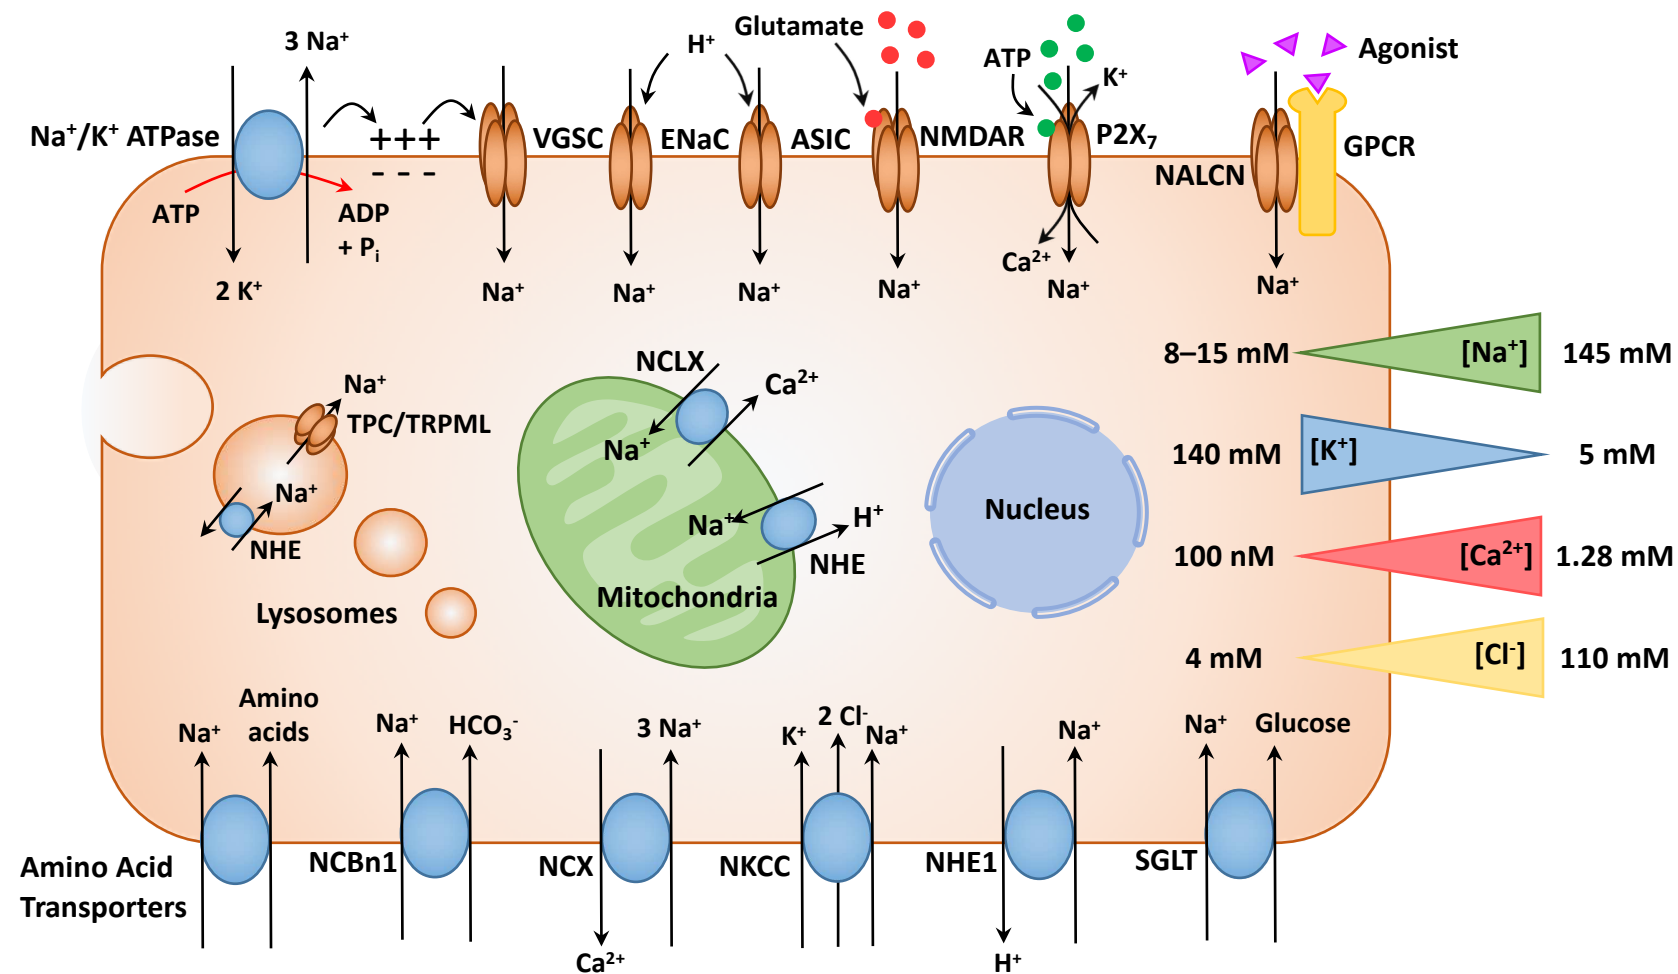 3 Na⁺
H⁺
Glutamate
ATP
K⁺
Agonist
Na⁺/K⁺ ATPase
+++
- - -
VGSC
ENaC
ASIC
NMDAR
P2X₇
NALCN
GPCR
ATP
ADP
+ Pᵢ
2 K⁺
Na⁺
Na⁺
Na⁺
Na⁺
Ca²⁺
Na⁺
Na⁺
8–15 mM
[Na⁺]
145 mM
140 mM
[K⁺]
5 mM
100 nM
[Ca²⁺]
1.28 mM
4 mM
[Cl⁻]
110 mM
Na⁺
TPC/TRPML
Na⁺
NHE
Lysosomes
NCLX
Ca²⁺
Na⁺
Na⁺
H⁺
NHE
Mitochondria
Nucleus
Na⁺
Amino
acids
Na⁺
HCO₃⁻
3 Na⁺
K⁺
2 Cl⁻
Na⁺
Na⁺
Na⁺
Glucose
Amino Acid
Transporters
NCBn1
NCX
Ca²⁺
NKCC
NHE1
H⁺
SGLT